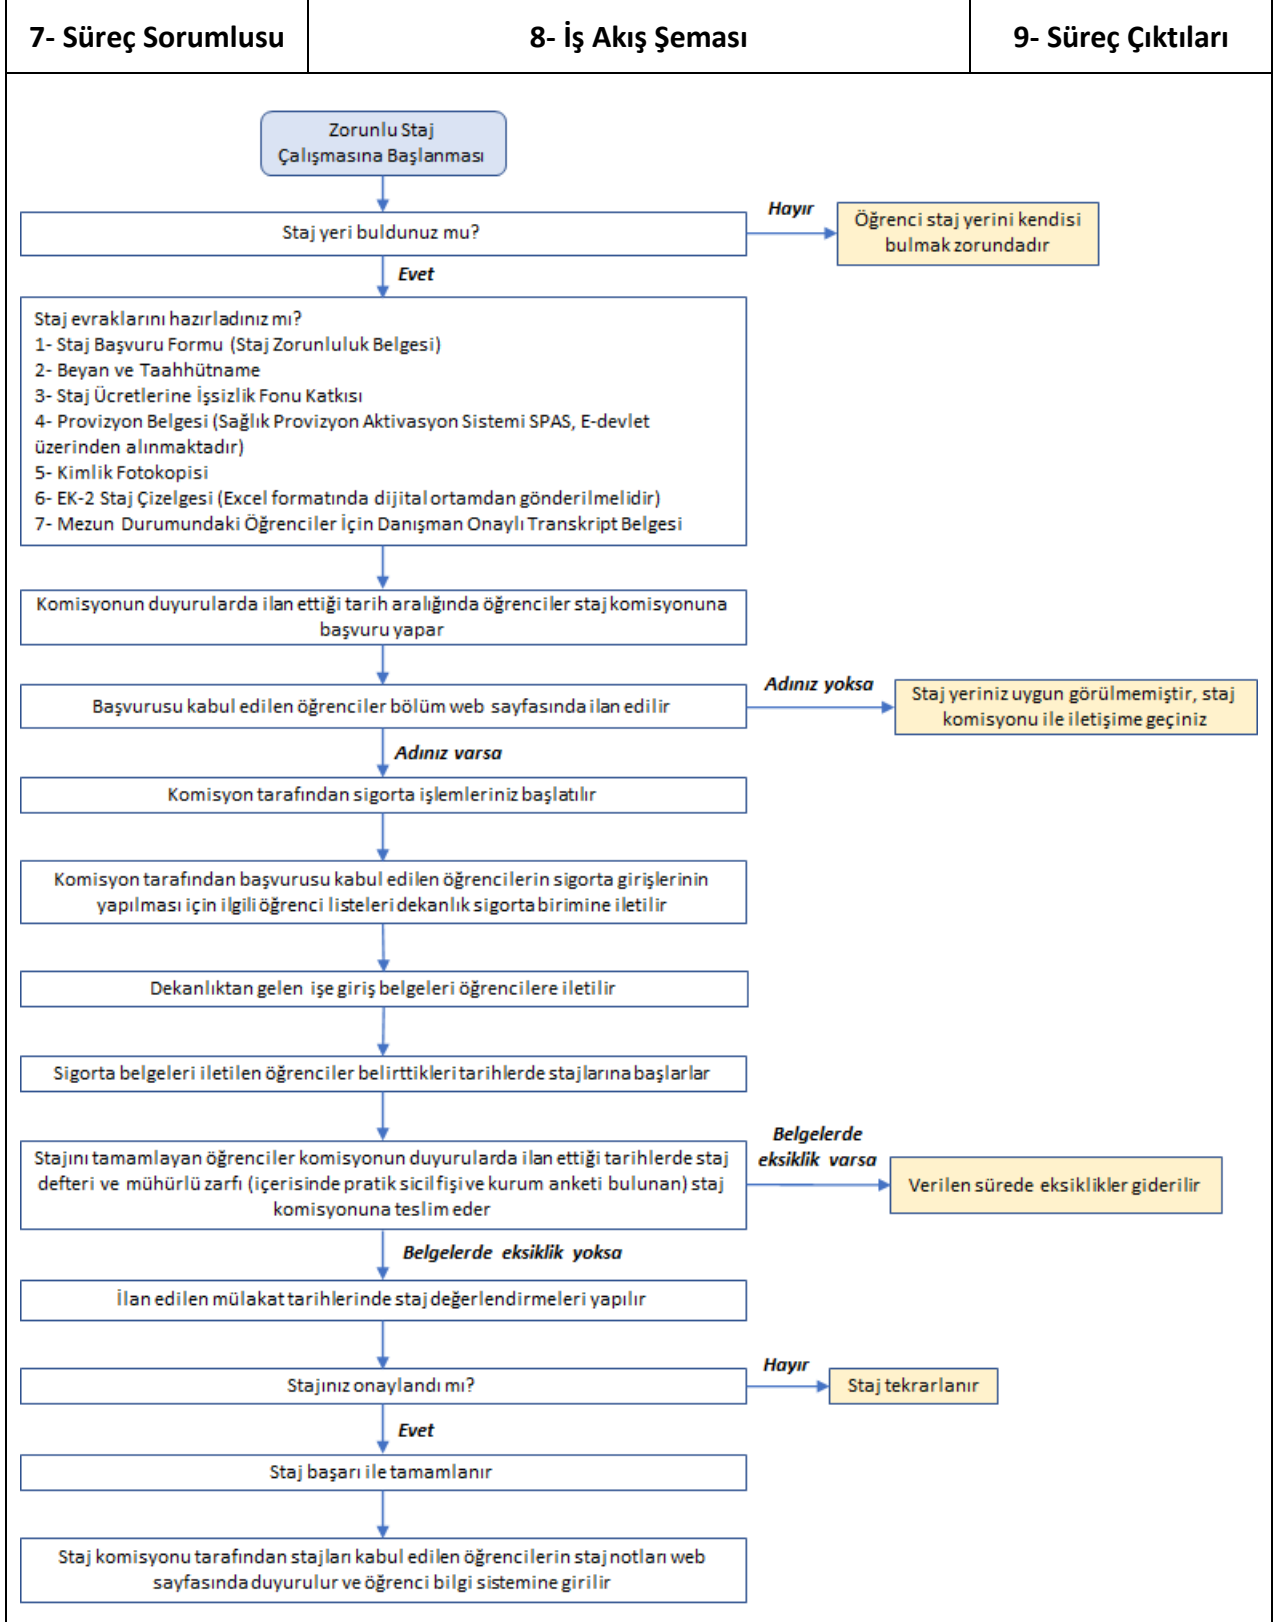 7- Süreç Sorumlusu
8- İş Akış Şeması
9- Süreç Çıktıları
Zorunlu Staj
Çalışmasına Başlanması
Staj yeri buldunuz mu?
Hayır
Öğrenci staj yerini kendisi
bulmak zorundadır
Evet
Staj evraklarını hazırladınız mı?
1- Staj Başvuru Formu (Staj Zorunluluk Belgesi)
2- Beyan ve Taahhütname
3- Staj Ücretlerine İşsizlik Fonu Katkısı
4- Provizyon Belgesi (Sağlık Provizyon Aktivasyon Sistemi SPAS, E-devlet
üzerinden alınmaktadır)
5- Kimlik Fotokopisi
6- EK-2 Staj Çizelgesi (Excel formatında dijital ortamdan gönderilmelidir)
7- Mezun Durumundaki Öğrenciler İçin Danışman Onaylı Transkript Belgesi
Komisyonun duyurularda ilan ettiği tarih aralığında öğrenciler staj komisyonuna
başvuru yapar
Başvurusu kabul edilen öğrenciler bölüm web sayfasında ilan edilir
Adınız yoksa
Staj yeriniz uygun görülmemiştir, staj
komisyonu ile iletişime geçiniz
Adınız varsa
Komisyon tarafından sigorta işlemleriniz başlatılır
Komisyon tarafından başvurusu kabul edilen öğrencilerin sigorta girişlerinin
yapılması için ilgili öğrenci listeleri dekanlık sigorta birimine iletilir
Dekanlıktan gelen işe giriş belgeleri öğrencilere iletilir
Sigorta belgeleri iletilen öğrenciler belirttikleri tarihlerde stajlarına başlarlar
Stajını tamamlayan öğrenciler komisyonun duyurularda ilan ettiği tarihlerde staj
defteri ve mühürlü zarfı (içerisinde pratik sicil fişi ve kurum anketi bulunan) staj
komisyonuna teslim eder
Belgelerde
eksiklik varsa
Verilen sürede eksiklikler giderilir
Belgelerde eksiklik yoksa
İlan edilen mülakat tarihlerinde staj değerlendirmeleri yapılır
Stajınız onaylandı mı?
Hayır
Staj tekrarlanır
Evet
Staj başarı ile tamamlanır
Staj komisyonu tarafından stajları kabul edilen öğrencilerin staj notları web
sayfasında duyurulur ve öğrenci bilgi sistemine girilir